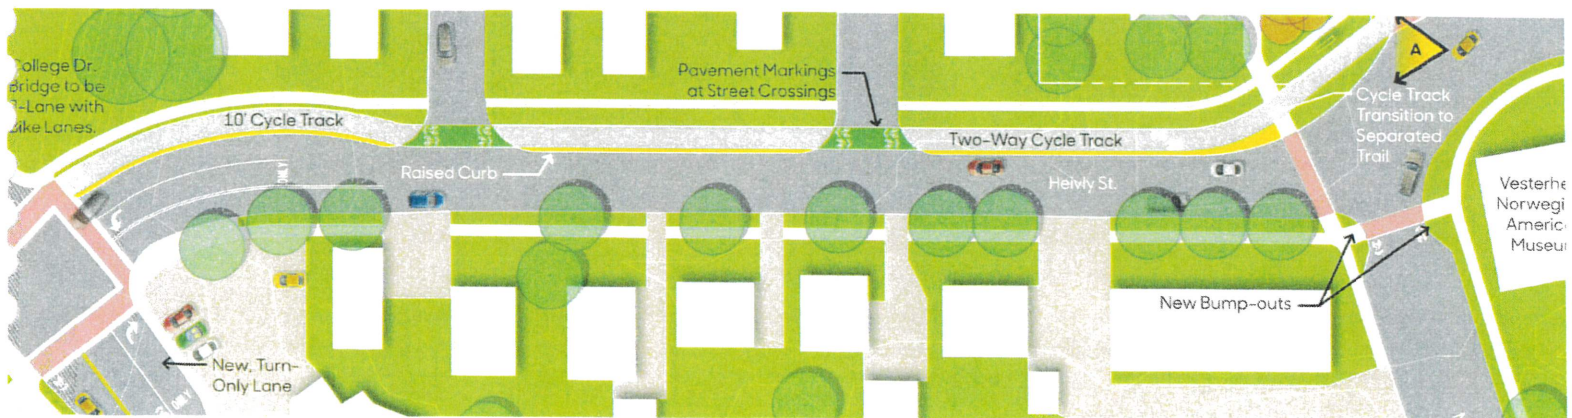 College Dr.
Bridge to be
-Lane with
Bike Lanes.
10' Cycle Track
ONLY
Raised Curb
Pavement Markings
at Street Crossings
Two-Way Cycle Track
Heivly St.
A
Cycle Track
Transition to
Separated
Trail
Vesterhe
Norwegi
Americ
Museu
New Bump-outs
New, Turn-
Only Lane
ONLY